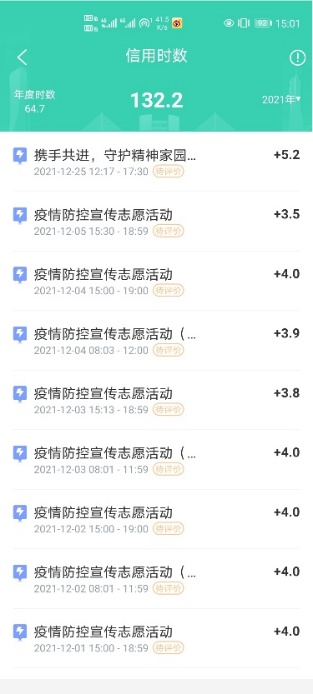 41.5 K/s 15:01
信用时数
年度时数
64.7
132.2
2021年
携手共进，守护精神家园...
+5.2
2021-12-25 12:17 - 17:30 待评价
疫情防控宣传志愿活动
+3.5
2021-12-05 15:30 - 18:59 待评价
疫情防控宣传志愿活动
+4.0
2021-12-04 15:00 - 19:00 待评价
疫情防控宣传志愿活动（...
+3.9
2021-12-04 08:03 - 12:00 待评价
疫情防控宣传志愿活动
+3.8
2021-12-03 15:13 - 18:59 待评价
疫情防控宣传志愿活动（...
+4.0
2021-12-03 08:01 - 11:59 待评价
疫情防控宣传志愿活动
+4.0
2021-12-02 15:00 - 19:00 待评价
疫情防控宣传志愿活动（...
+4.0
2021-12-02 08:01 - 11:59 待评价
疫情防控宣传志愿活动
+4.0
2021-12-01 15:00 - 18:59 待评价